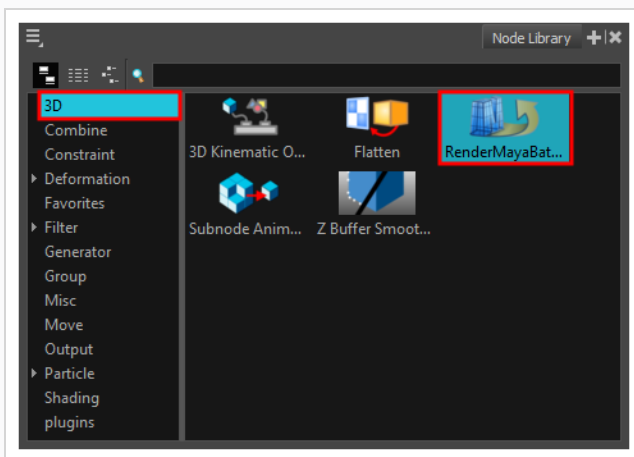 Node Library
3D
Combine
Constraint
Deformation
Favorites
Filter
Generator
Group
Misc
Move
Output
Particle
Shading
plugins
3D Kinematic O...
Flatten
RenderMayaBat...
Subnode Anim...
Z Buffer Smoot...